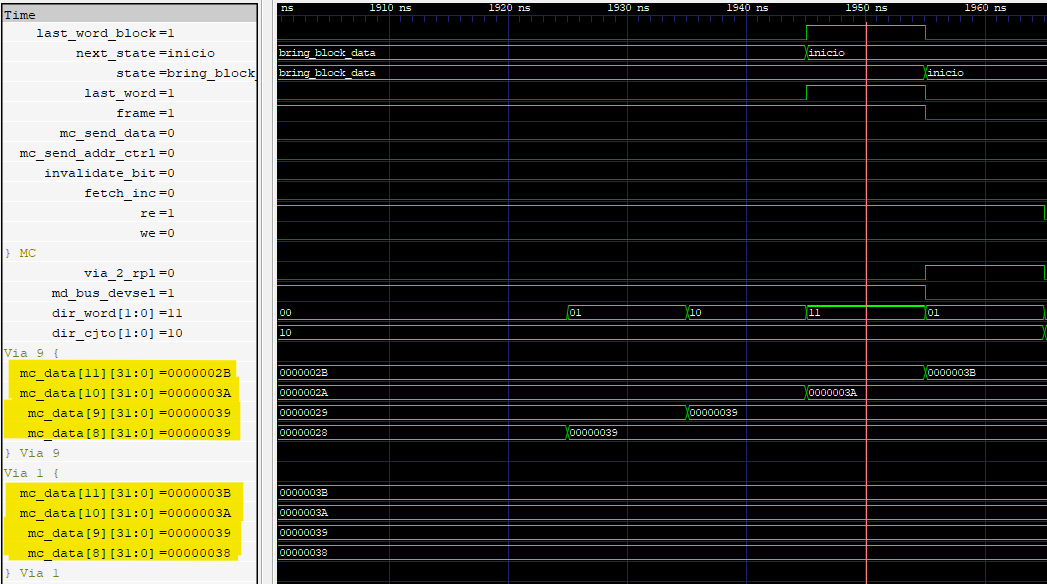 ns 1910 ns 1920 ns 1930 ns 1940 ns 1950 ns 1960 ns
Time
last_word_block=1
next_state=inicio bring_block_data inicio
state=bring_block_ bring_block_data inicio
last_word=1
frame=1
mc_send_data=0
mc_send_addr_ctrl=0
invalidate_bit=0
fetch_inc=0
re=1
we=0
} MC
via_2_rpl=0
md_bus_devsel=1
dir_word[1:0]=11 00 01 10 11 01
dir_cjto[1:0]=10 10
Via 9 {
mc_data[11][31:0]=0000002B 0000002B 0000003B
mc_data[10][31:0]=0000003A 0000002A 0000003A
mc_data[9][31:0]=00000039 00000029 00000039
mc_data[8][31:0]=00000039 00000028 00000039
} Via 9
Via 1 {
mc_data[11][31:0]=0000003B 0000003B
mc_data[10][31:0]=0000003A 0000003A
mc_data[9][31:0]=00000039 00000039
mc_data[8][31:0]=00000038 00000038
} Via 1